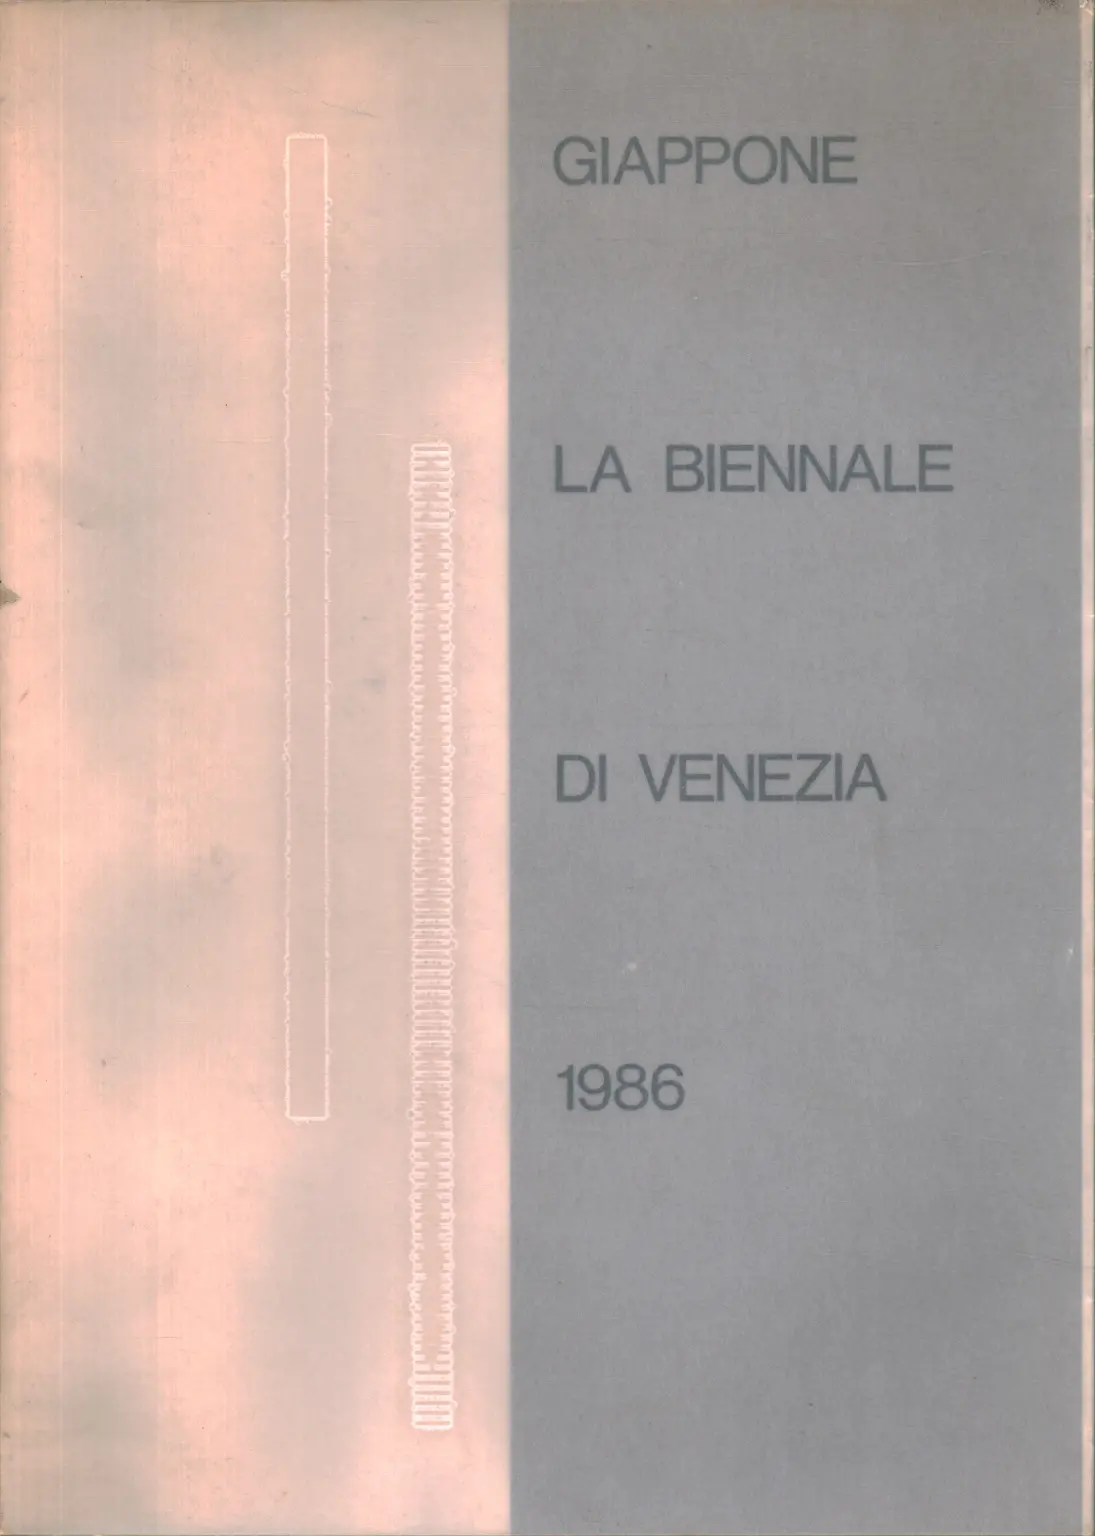 GIAPPONE
LA BIENNALE
DI VENEZIA
1986